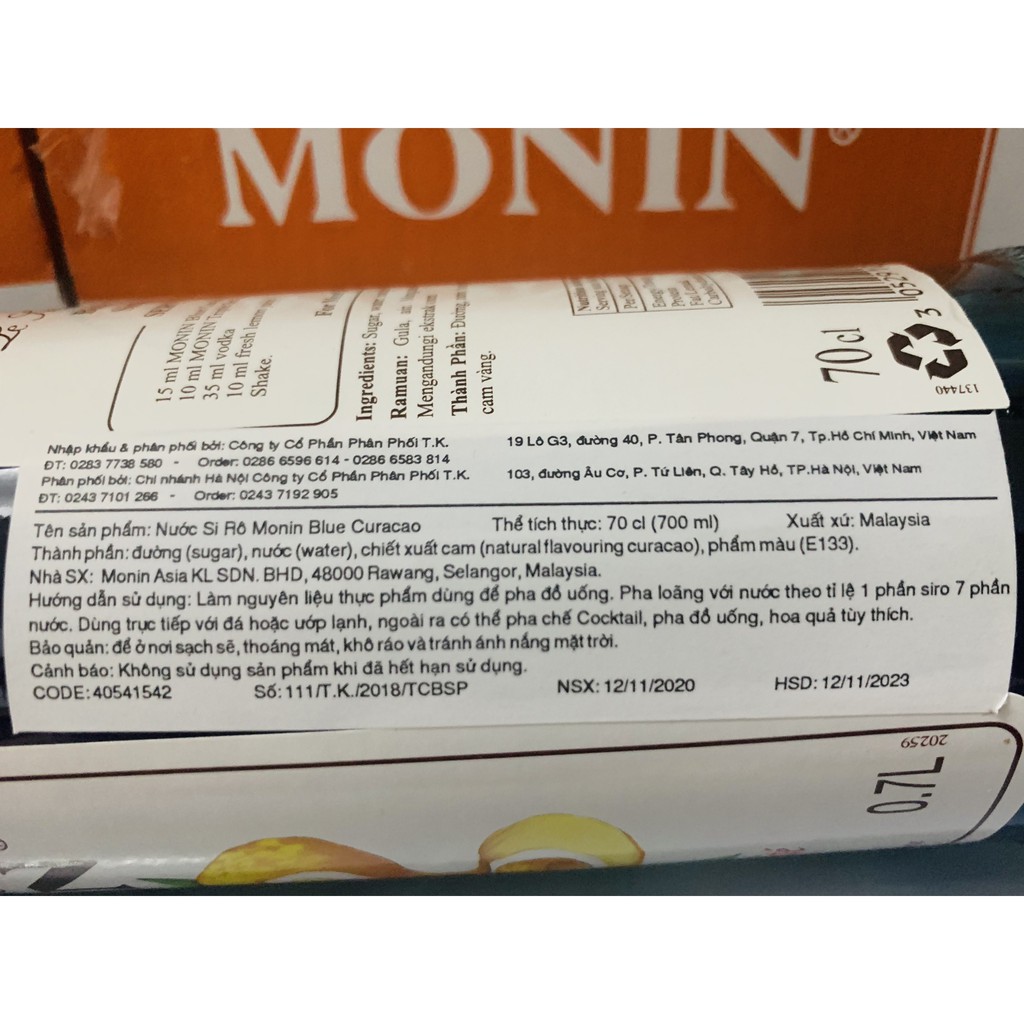 MONIN®
15 ml MONIN
10 ml MONIN
35 ml vodka
10 ml fresh lemon
Shake.
Ingredients: Sugar,
Ramuan: Gula,
Mengandungi
Thành Phần: Đường,
cam vàng.
70 cl
3
137440
Nhập khẩu & phân phối bởi: Công ty Cổ Phần Phân Phối T.K. 19 Lô G3, đường 40, P. Tân Phong, Quận 7, Tp.Hồ Chí Minh, Việt Nam
ĐT: 0283 7738 580 - Order: 0286 6596 614 - 0286 6583 814
Phân phối bởi: Chi nhánh Hà Nội Công ty Cổ Phần Phân Phối T.K. 103, đường Âu Cơ, P. Tứ Liên, Q. Tây Hồ, TP.Hà Nội, Việt Nam
ĐT: 0243 7101 266 - Order: 0243 7192 905
Tên sản phẩm: Nước Si Rô Monin Blue Curacao Thể tích thực: 70 cl (700 ml) Xuất xứ: Malaysia
Thành phần: đường (sugar), nước (water), chiết xuất cam (natural flavouring curacao), phẩm màu (E133).
Nhà SX: Monin Asia KL SDN. BHD, 48000 Rawang, Selangor, Malaysia.
Hướng dẫn sử dụng: Làm nguyên liệu thực phẩm dùng để pha đồ uống. Pha loãng với nước theo tỉ lệ 1 phần siro 7 phần
nước. Dùng trực tiếp với đá hoặc ướp lạnh, ngoài ra có thể pha chế Cocktail, pha đồ uống, hoa quả tùy thích.
Bảo quản: để ở nơi sạch sẽ, thoáng mát, khô ráo và tránh ánh nắng mặt trời.
Cảnh báo: Không sử dụng sản phẩm khi đã hết hạn sử dụng.
CODE: 40541542 Số: 111/T.K./2018/TCBSP NSX: 12/11/2020 HSD: 12/11/2023
20259
0.7L